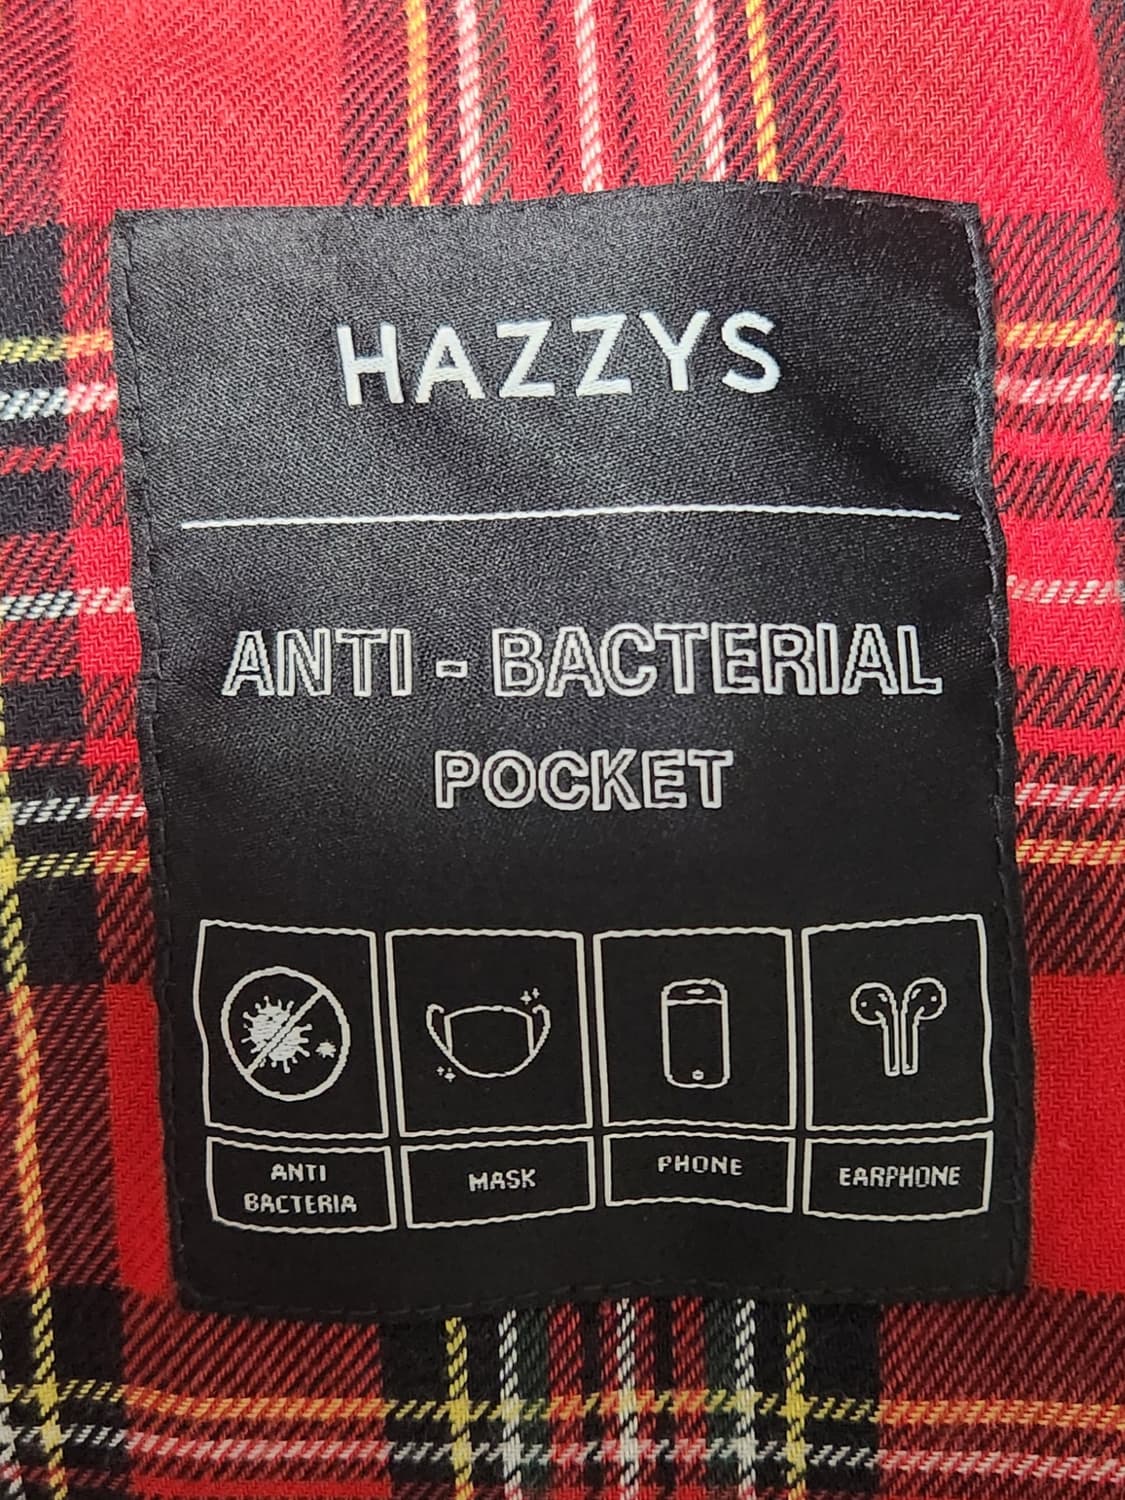 HAZZYS
ANTI - BACTERIAL
POCKET
ANTI
BACTERIA
MASK
PHONE
EARPHONE